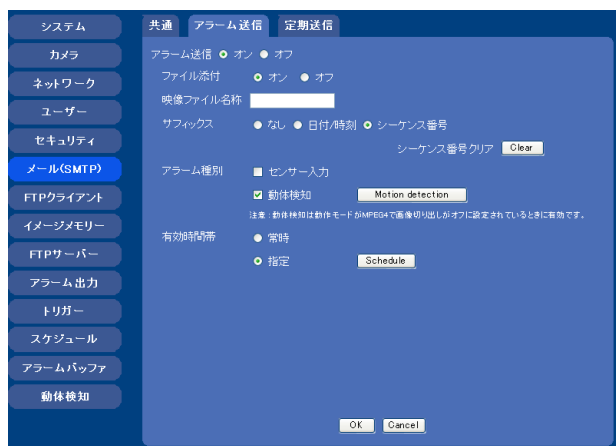 システム
カメラ
ネットワーク
ユーザー
セキュリティ
メール(SMTP)
FTPクライアント
イメージメモリー
FTPサーバー
アラーム出力
トリガー
スケジュール
アラームバッファ
動体検知
共通 アラーム送信 定期送信
アラーム送信 オン オフ
ファイル添付 オン オフ
映像ファイル名称
サフィックス なし 日付/時刻 シーケンス番号
シーケンス番号クリア Clear
アラーム種別 センサー入力
動体検知 Motion detection
注意：動体検知は動作モードがMPEG4で画像切り出しがオフに設定されているときに有効です。
有効時間帯 常時
指定 Schedule
OK Cancel